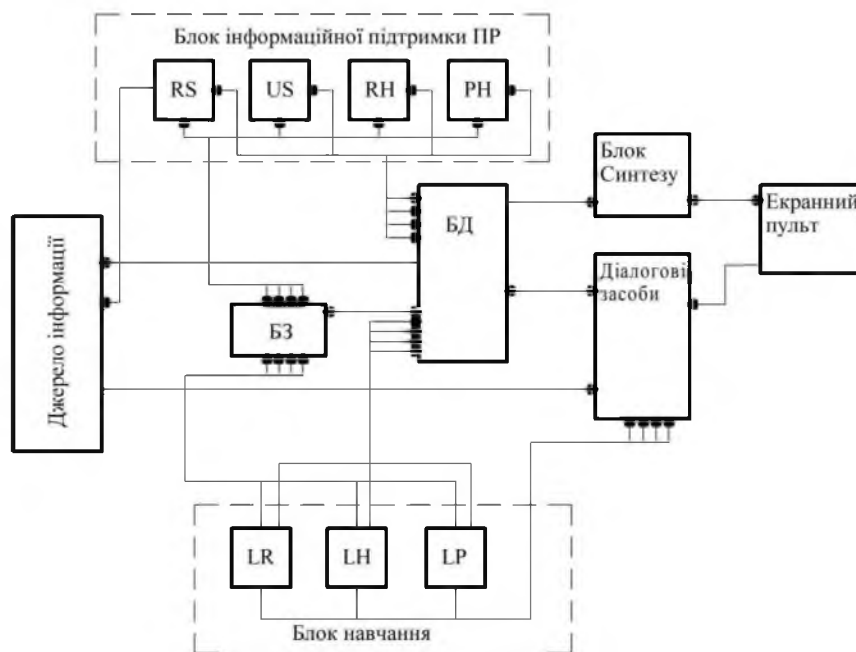 Блок інформаційної підтримки ПР
RS
US
RH
PH
Блок
Синтезу
Екранний
пульт
БД
Діалогові
засоби
Джерело інформації
БЗ
LR
LH
LP
Блок навчання